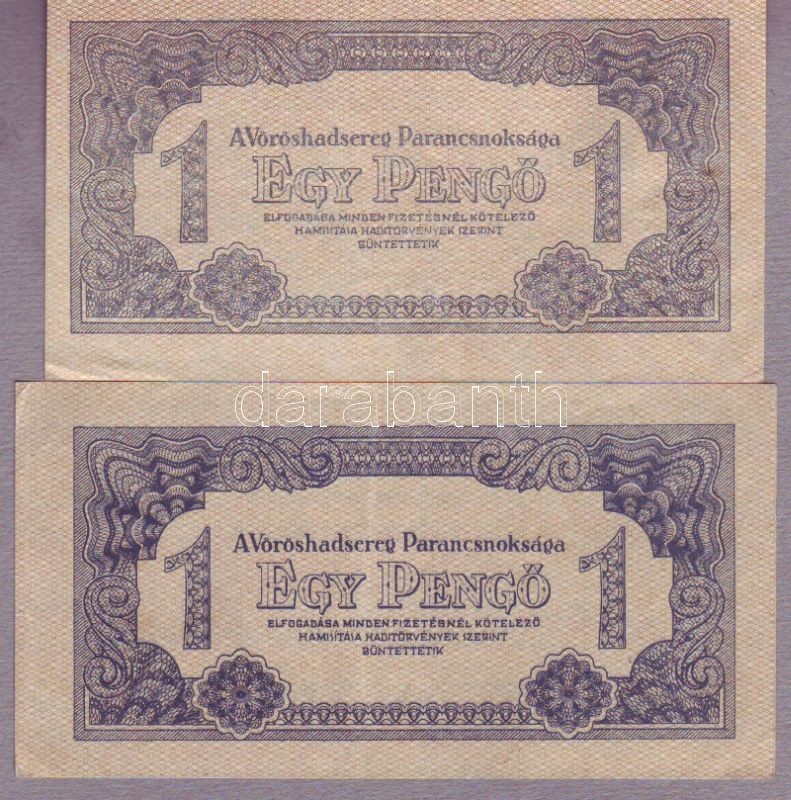 A Vöröshadsereg Parancsnoksága
1 EGY PENGŐ 1
ELFOGADÁSA MINDEN FIZETÉSNÉL KÖTELEZŐ
HAMISÍTÁSA HADITÖRVÉNYEK SZERINT
BÜNTETTETIK
darabanth
A Vöröshadsereg Parancsnoksága
1 EGY PENGŐ 1
ELFOGADÁSA MINDEN FIZETÉSNÉL KÖTELEZŐ
HAMISÍTÁSA HADITÖRVÉNYEK SZERINT
BÜNTETTETIK